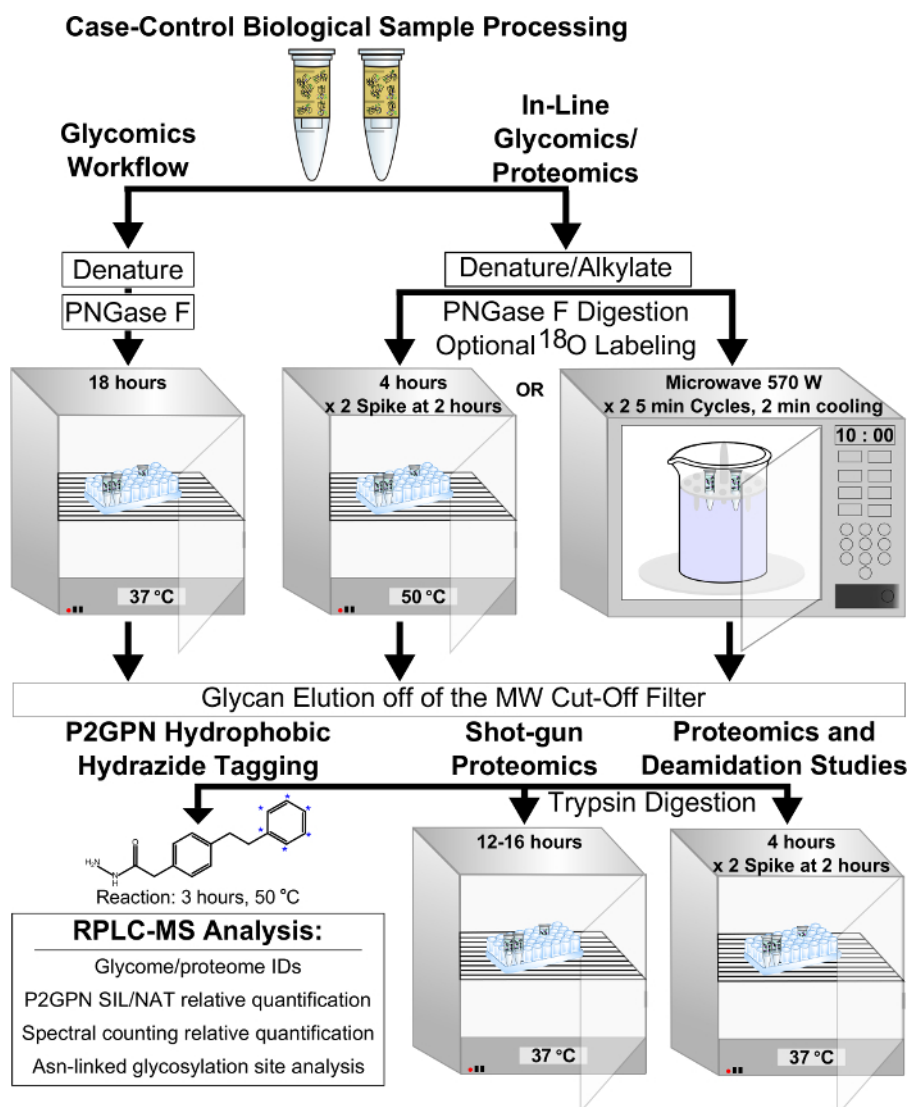 Case-Control Biological Sample Processing
Glycomics
Workflow
In-Line
Glycomics/
Proteomics
Denature
PNGase F
Denature/Alkylate
PNGase F Digestion
Optional ¹⁸O Labeling
18 hours
37 °C
4 hours
x 2 Spike at 2 hours
50 °C
OR
Microwave 570 W
x 2 5 min Cycles, 2 min cooling
10 : 00
Glycan Elution off of the MW Cut-Off Filter
P2GPN Hydrophobic
Hydrazide Tagging
Shot-gun
Proteomics
Proteomics and
Deamidation Studies
Trypsin Digestion
H₂N
N
H
O
* * * * * *
Reaction: 3 hours, 50 °C
RPLC-MS Analysis:
Glycome/proteome IDs
P2GPN SIL/NAT relative quantification
Spectral counting relative quantification
Asn-linked glycosylation site analysis
12-16 hours
37 °C
4 hours
x 2 Spike at 2 hours
37 °C